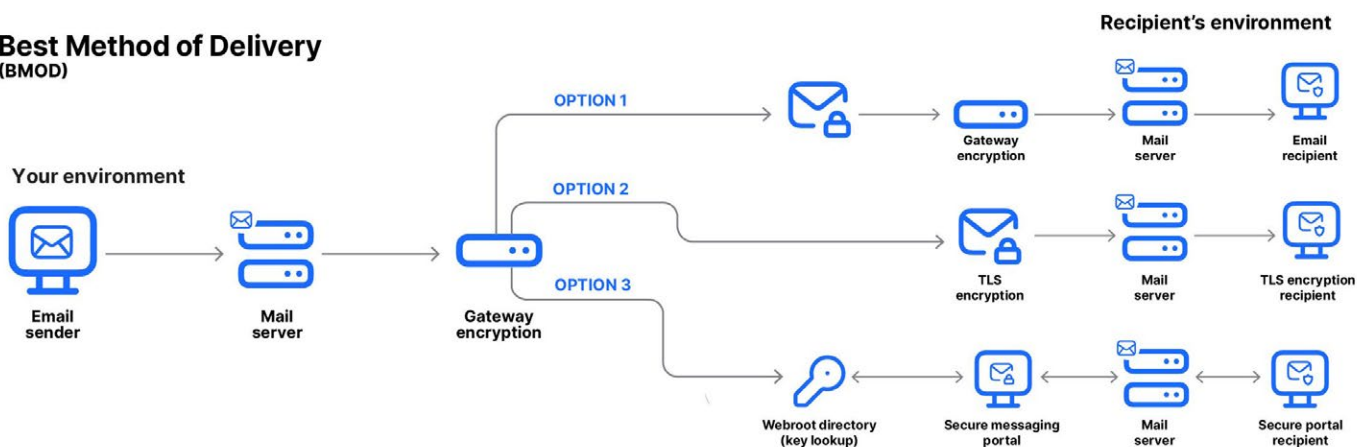 Best Method of Delivery
(BMOD)
Recipient's environment
Your environment
OPTION 1
Gateway
encryption
Mail
server
Email
recipient
OPTION 2
TLS
encryption
Mail
server
TLS encryption
recipient
Email
sender
Mail
server
Gateway
encryption
OPTION 3
Webroot directory
(key lookup)
Secure messaging
portal
Mail
server
Secure portal
recipient